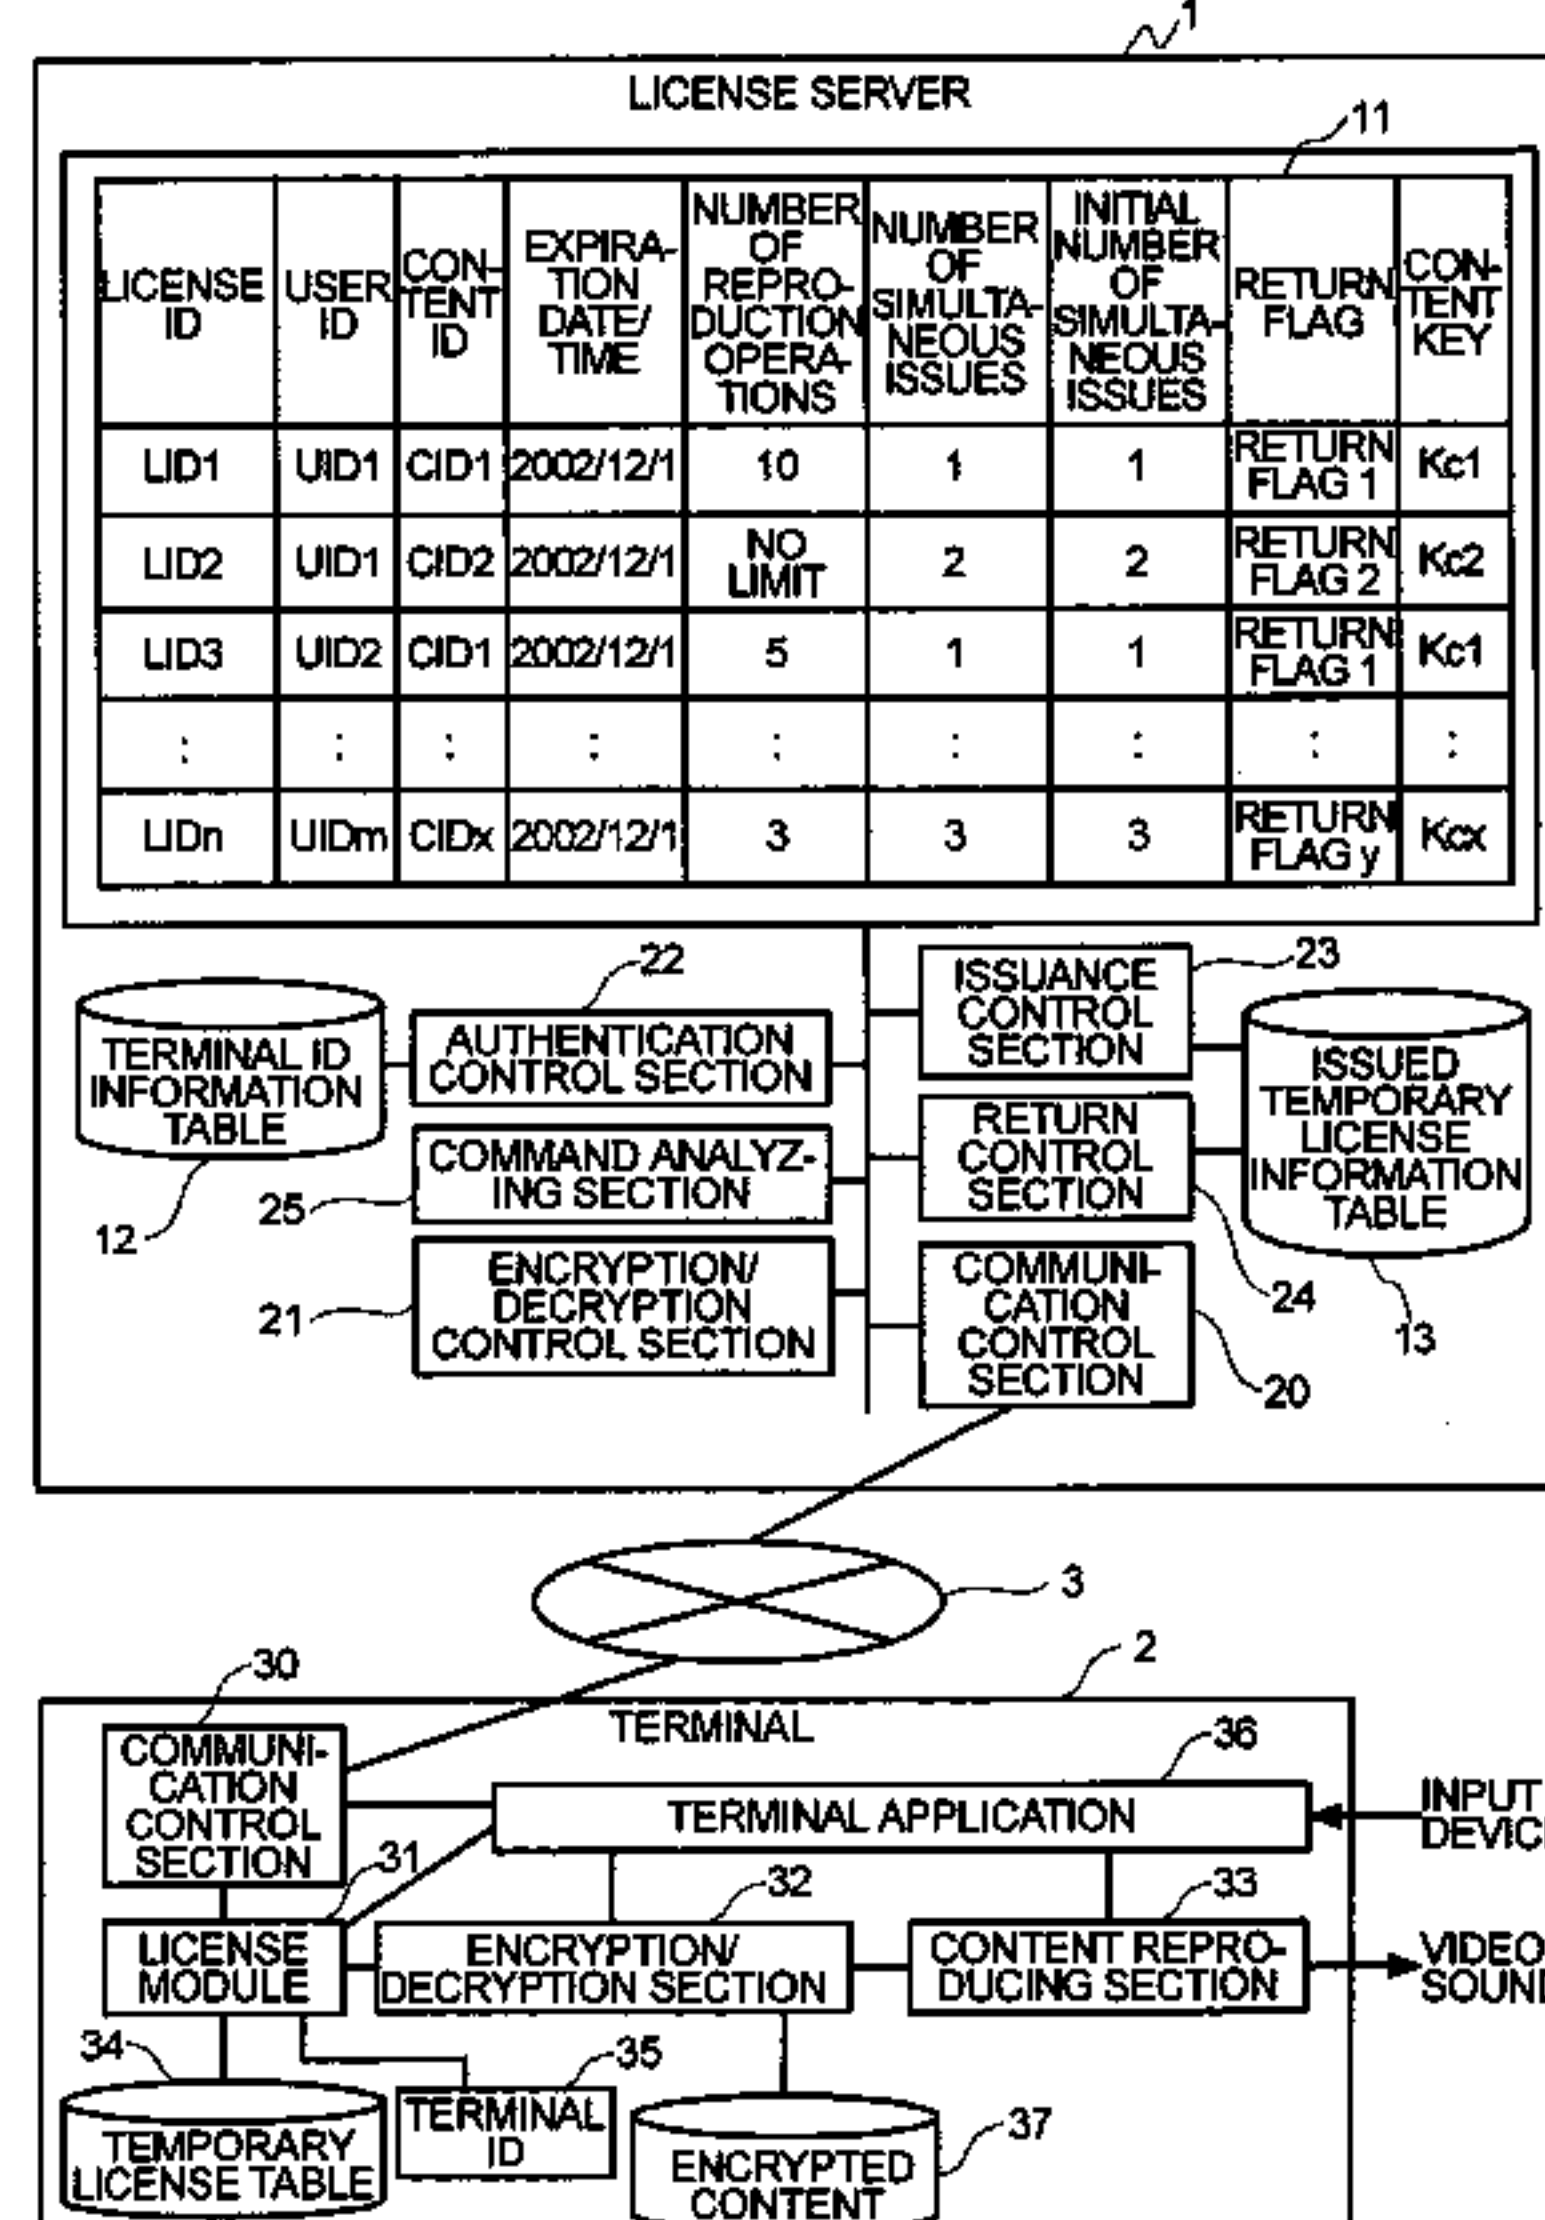 1
LICENSE SERVER
11
LICENSE
ID
USER
ID
CON-
TENT
ID
EXPIRA-
TION
DATE/
TIME
NUMBER
OF
REPRO-
DUCTION
OPERA-
TIONS
NUMBER
OF
SIMULTA-
NEOUS
ISSUES
INITIAL
NUMBER
OF
SIMULTA-
NEOUS
ISSUES
RETURN
FLAG
CON-
TENT
KEY
LID1 UID1 CID1 2002/12/1 10 1 1 RETURN FLAG 1 Kc1
LID2 UID1 CID2 2002/12/1 NO LIMIT 2 2 RETURN FLAG 2 Kc2
LID3 UID2 CID1 2002/12/1 5 1 1 RETURN FLAG 1 Kc1
: : : : : : : : :
LIDn UIDm CIDx 2002/12/1 3 3 3 RETURN FLAG y Kcx
22
23
TERMINAL ID
INFORMATION
TABLE
12
AUTHENTICATION
CONTROL SECTION
ISSUANCE
CONTROL
SECTION
ISSUED
TEMPORARY
LICENSE
INFORMATION
TABLE
13
COMMAND ANALYZ-
ING SECTION
25
RETURN
CONTROL
SECTION
24
ENCRYPTION/
DECRYPTION
CONTROL SECTION
21
COMMUNI-
CATION
CONTROL
SECTION
20
3
2
30
TERMINAL
COMMUNI-
CATION
CONTROL
SECTION
36
TERMINAL APPLICATION
INPUT
31
32
33
LICENSE
MODULE
ENCRYPTION/
DECRYPTION SECTION
CONTENT REPRO-
DUCING SECTION
VIDEO
34
35
37
TEMPORARY
LICENSE TABLE
TERMINAL
ID
ENCRYPTED
CONTENT